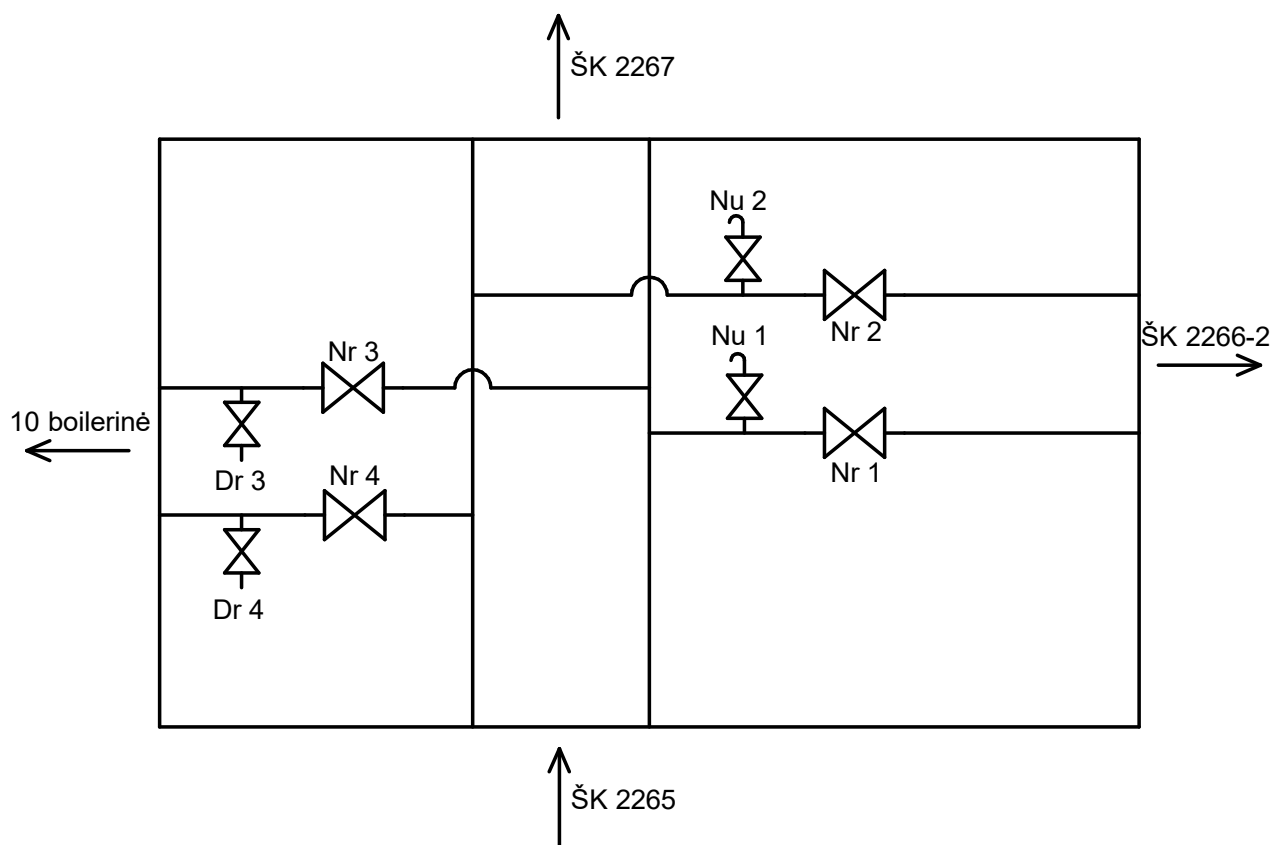 ŠK 2267
Nu 2
Nr 2
Nu 1
ŠK 2266-2
Nr 3
10 boilerinė
Dr 3
Nr 4
Nr 1
Dr 4
ŠK 2265